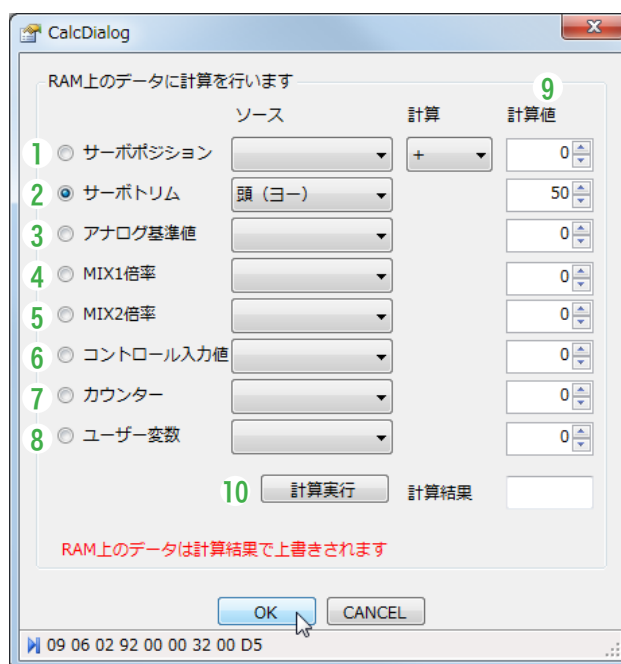 CalcDialog
RAM上のデータに計算を行います
9
ソース 計算 計算値
1 サーボポジション + 0
2 サーボトリム 頭（ヨー） 50
3 アナログ基準値 0
4 MIX1倍率 0
5 MIX2倍率 0
6 コントロール入力値 0
7 カウンター 0
8 ユーザー変数 0
10 計算実行 計算結果
RAM上のデータは計算結果で上書きされます
OK CANCEL
09 06 02 92 00 00 32 00 D5